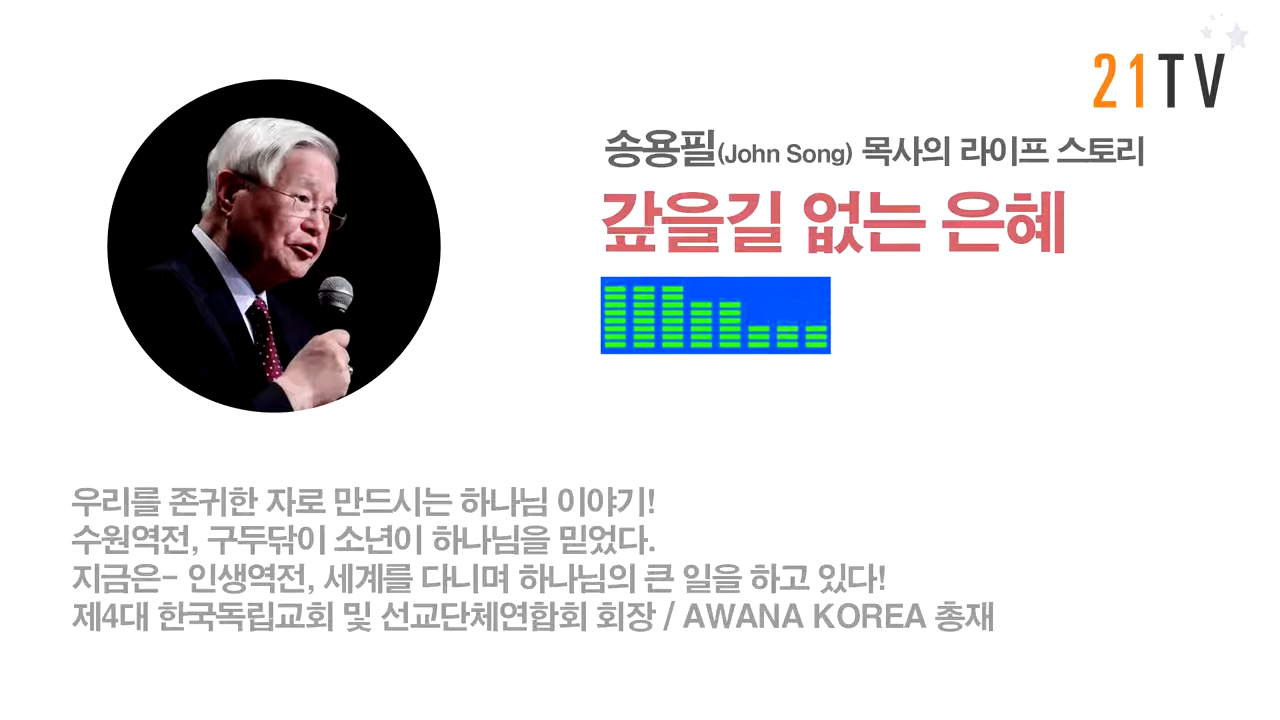 21TV
송용필(John Song) 목사의 라이프 스토리
갚을길 없는 은혜
우리를 존귀한 자로 만드시는 하나님 이야기!
수원역전, 구두닦이 소년이 하나님을 믿었다.
지금은- 인생역전, 세계를 다니며 하나님의 큰 일을 하고 있다!
제4대 한국독립교회 및 선교단체연합회 회장 / AWANA KOREA 총재